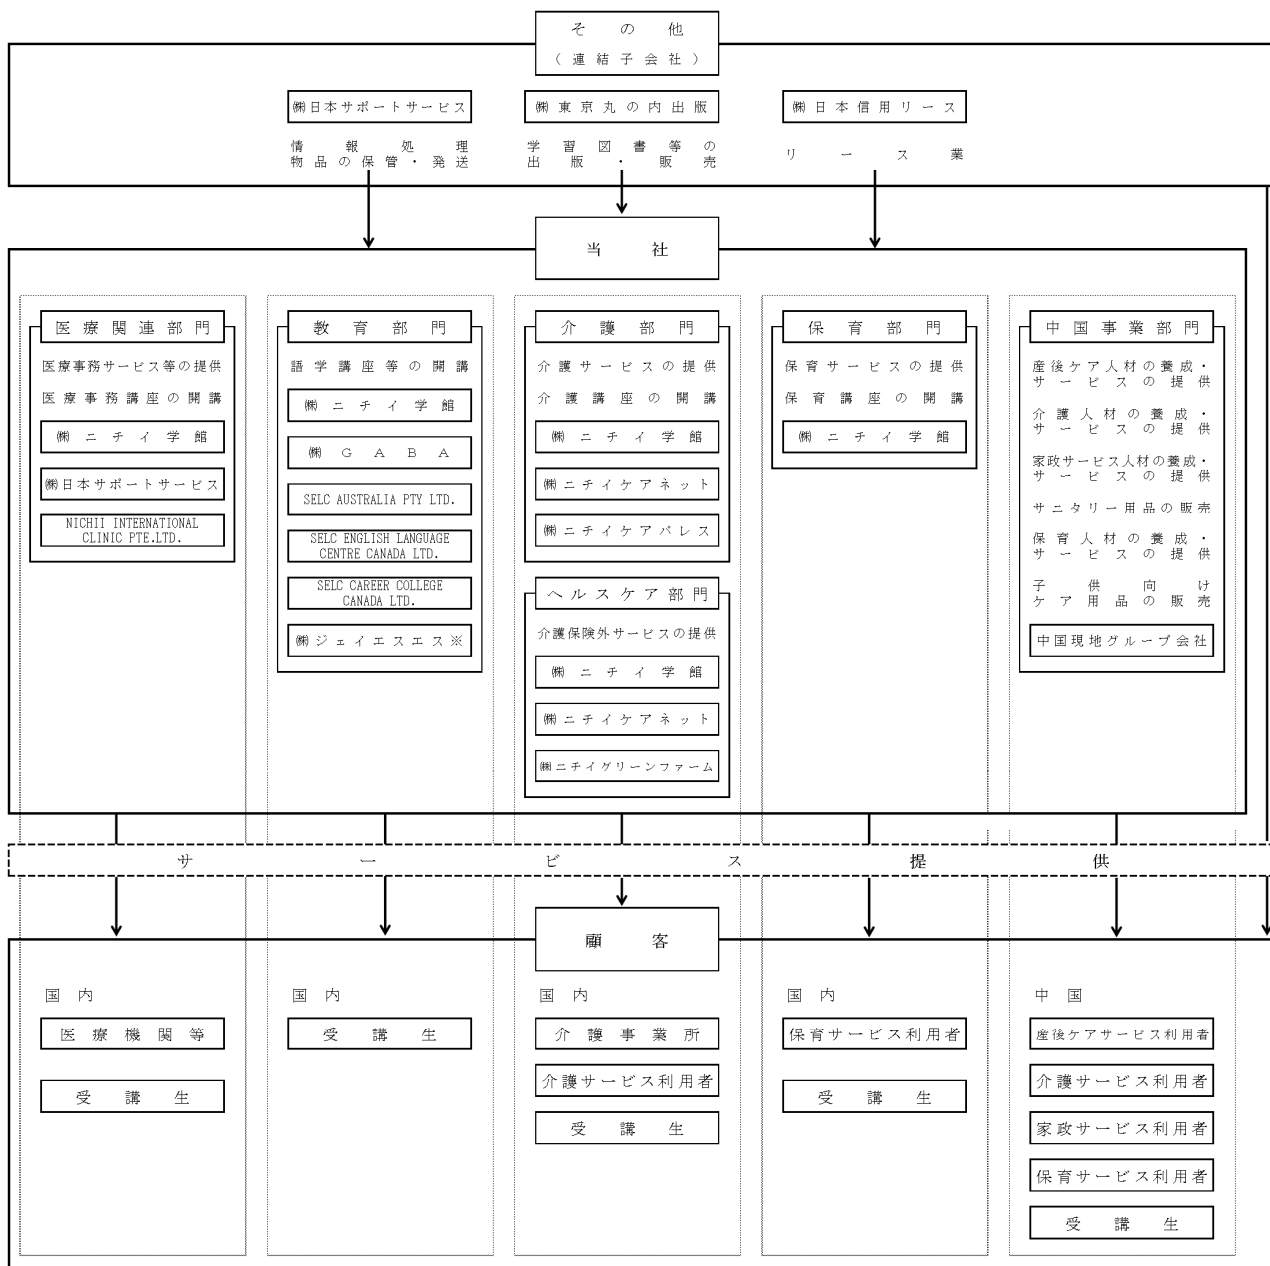 その他
（連結子会社）
㈱日本サポートサービス
㈱東京丸の内出版
㈱日本信用リース
情報処理
物品の保管・発送
学習図書等の
出版・販売
リース業
当社
医療関連部門
医療事務サービス等の提供
医療事務講座の開講
㈱ニチイ学館
㈱日本サポートサービス
NICHII INTERNATIONAL
CLINIC PTE.LTD.
教育部門
語学講座等の開講
㈱ニチイ学館
㈱GABA
SELC AUSTRALIA PTY LTD.
SELC ENGLISH LANGUAGE
CENTRE CANADA LTD.
SELC CAREER COLLEGE
CANADA LTD.
㈱ジェイエスエス※
介護部門
介護サービスの提供
介護講座の開講
㈱ニチイ学館
㈱ニチイケアネット
㈱ニチイケアパレス
ヘルスケア部門
介護保険外サービスの提供
㈱ニチイ学館
㈱ニチイケアネット
㈱ニチイグリーンファーム
保育部門
保育サービスの提供
保育講座の開講
㈱ニチイ学館
中国事業部門
産後ケア人材の養成・
サービスの提供
介護人材の養成・
サービスの提供
家政サービス人材の養成・
サービスの提供
サニタリー用品の販売
保育人材の養成・
サービスの提供
子供向け
ケア用品の販売
中国現地グループ会社
サービス提供
顧客
国内
医療機関等
受講生
国内
受講生
国内
介護事業所
介護サービス利用者
受講生
国内
保育サービス利用者
受講生
中国
産後ケアサービス利用者
介護サービス利用者
家政サービス利用者
保育サービス利用者
受講生